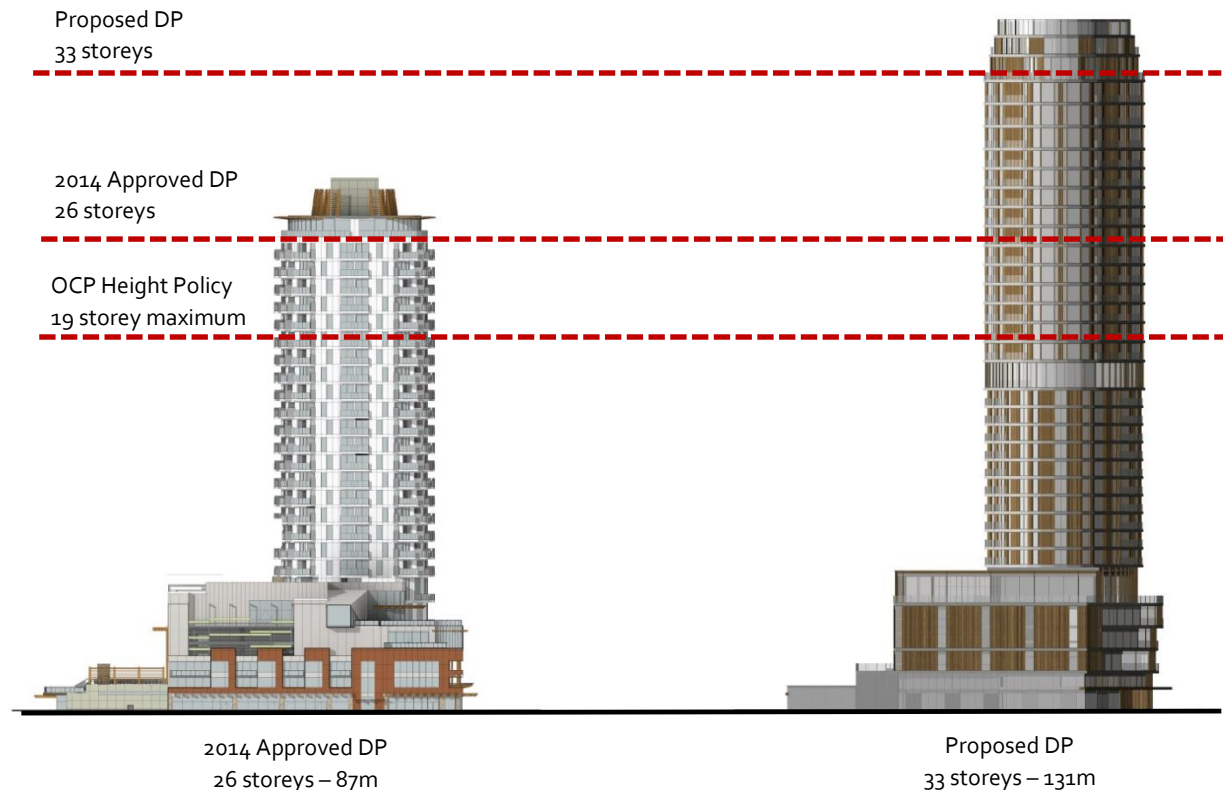 Proposed DP
33 storeys
2014 Approved DP
26 storeys
OCP Height Policy
19 storey maximum
2014 Approved DP
26 storeys – 87m
Proposed DP
33 storeys – 131m